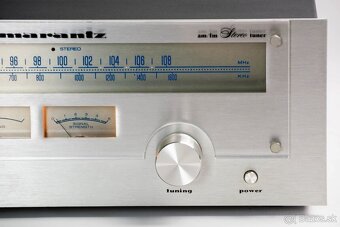 marantz
am/fm Stereo tuner
STEREO
96 98 100 102 104 106 108
MHz
700 800 1000 1200 1400 1600
KHz
SIGNAL
STRENGTH
tuning
power